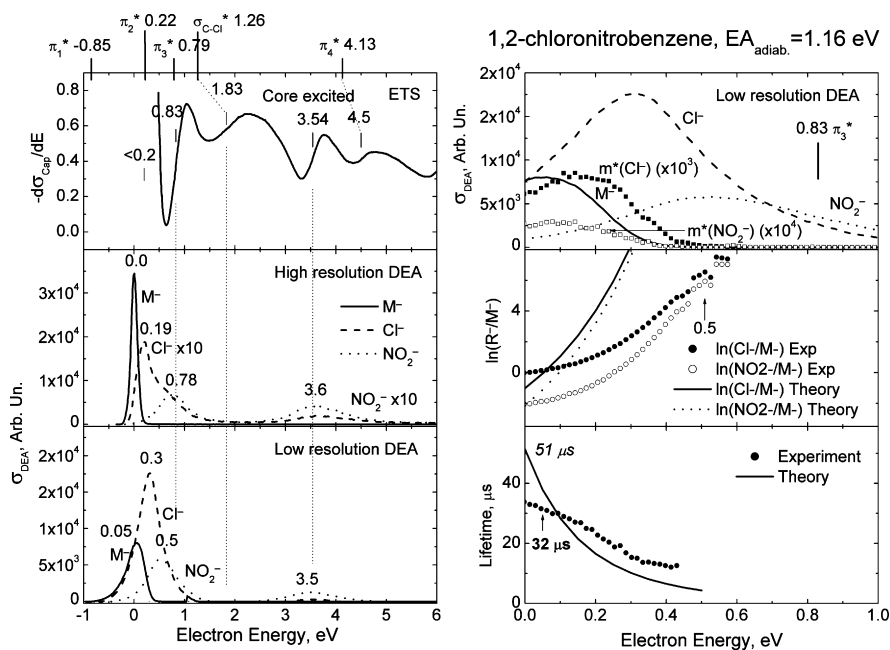 π₂* 0.22 σ_C-Cl* 1.26
π₁* -0.85 π₃* 0.79 π₄* 4.13
ETS
Core excited
-dσ_Cap/dE
0.8
0.6
0.4
0.2
0.0
<0.2
0.83
1.83
3.54
4.5
High resolution DEA
0.0
M⁻
0.19
Cl⁻ x10
0.78
3.6
NO₂⁻ x10
M⁻
Cl⁻
NO₂⁻
3x10⁴
2x10⁴
1x10⁴
0
σ_DEA, Arb. Un.
Low resolution DEA
0.3
Cl⁻
0.05
M⁻
0.5
NO₂⁻
3.5
2x10⁴
2x10⁴
1x10⁴
5x10³
0
-1 0 1 2 3 4 5 6
Electron Energy, eV
1,2-chloronitrobenzene, EA_adiab.=1.16 eV
Low resolution DEA
Cl⁻
0.83 π₃*
m*(Cl⁻) (x10³)
M⁻
NO₂⁻
m*(NO₂⁻) (x10⁴)
σ_DEA, Arb. Un.
2x10⁴
2x10⁴
1x10⁴
5x10³
0
ln(R⁻/M⁻)
4
0
0.5
ln(Cl-/M-) Exp
ln(NO2-/M-) Exp
ln(Cl-/M-) Theory
ln(NO2-/M-) Theory
51 μs
Experiment
Theory
32 μs
Lifetime, μs
40
20
0
0.0 0.2 0.4 0.6 0.8 1.0
Electron Energy, eV